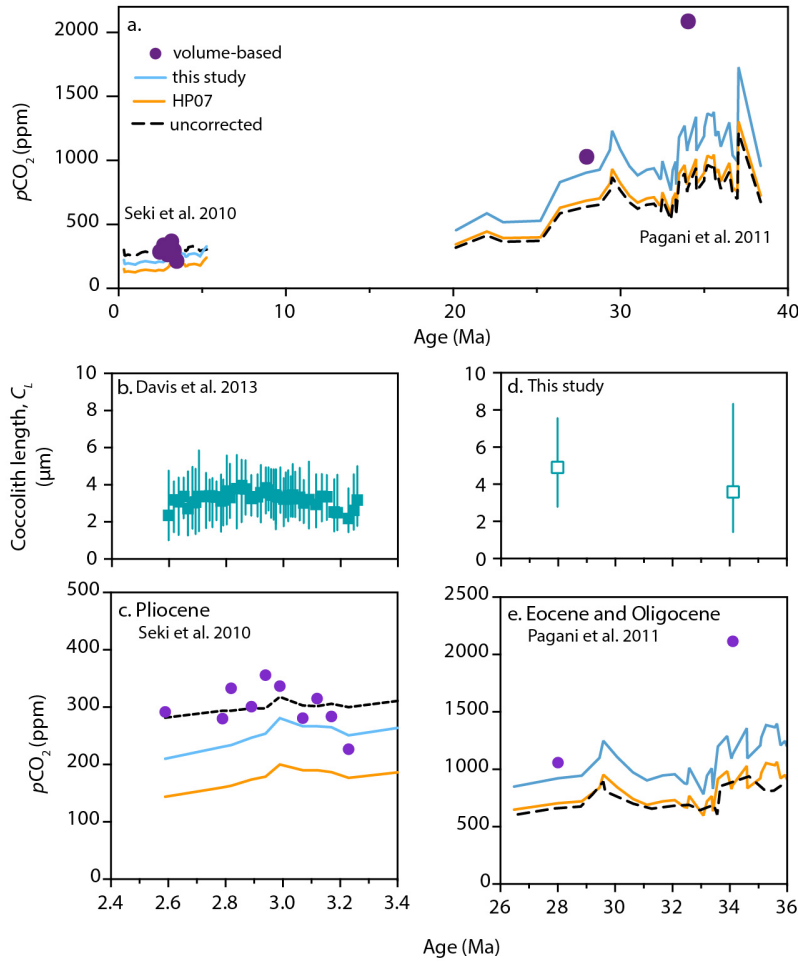 a.
volume-based
this study
HP07
uncorrected
Seki et al. 2010
Pagani et al. 2011
pCO2 (ppm)
2000
1500
1000
500
0
0
10
20
30
40
Age (Ma)
b. Davis et al. 2013
Coccolith length, CL
(μm)
10
8
6
4
2
0
d. This study
10
8
6
4
2
0
c. Pliocene
Seki et al. 2010
pCO2 (ppm)
500
400
300
200
100
0
2.4
2.6
2.8
3.0
3.2
3.4
e. Eocene and Oligocene
Pagani et al. 2011
2500
2000
1500
1000
500
0
26
28
30
32
34
36
Age (Ma)